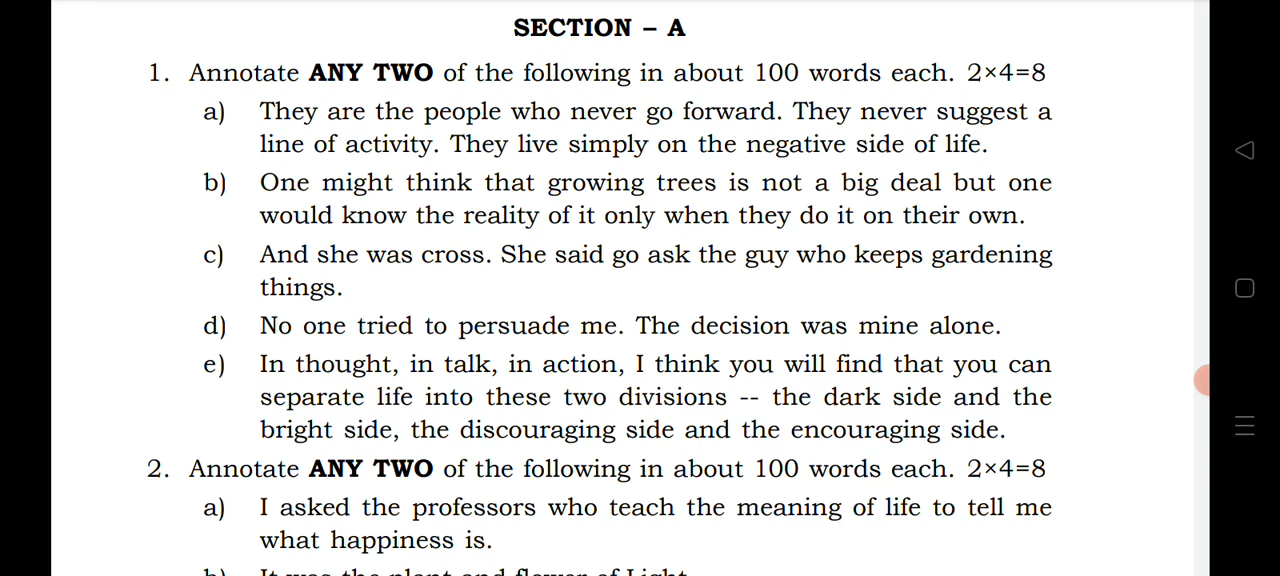 SECTION – A
1. Annotate ANY TWO of the following in about 100 words each. 2×4=8
a) They are the people who never go forward. They never suggest a
line of activity. They live simply on the negative side of life.
b) One might think that growing trees is not a big deal but one
would know the reality of it only when they do it on their own.
c) And she was cross. She said go ask the guy who keeps gardening
things.
d) No one tried to persuade me. The decision was mine alone.
e) In thought, in talk, in action, I think you will find that you can
separate life into these two divisions -- the dark side and the
bright side, the discouraging side and the encouraging side.
2. Annotate ANY TWO of the following in about 100 words each. 2×4=8
a) I asked the professors who teach the meaning of life to tell me
what happiness is.
b) It was the plant and flower of Light